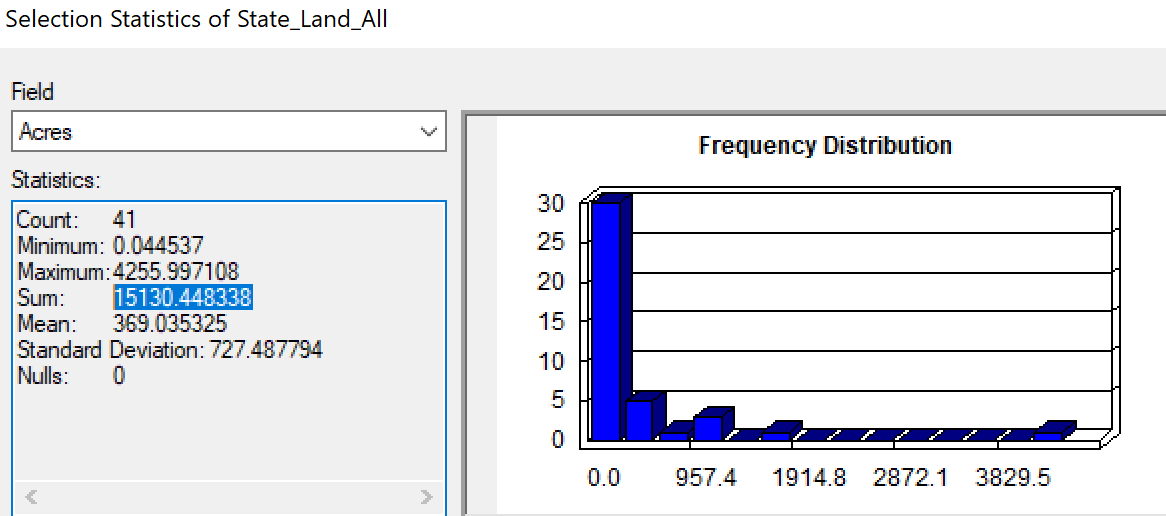 Selection Statistics of State_Land_All
Field
Acres
Statistics:
Count: 41
Minimum: 0.044537
Maximum: 4255.997108
Sum: 15130.448338
Mean: 369.035325
Standard Deviation: 727.487794
Nulls: 0
Frequency Distribution
30
25
20
15
10
5
0
0.0 957.4 1914.8 2872.1 3829.5